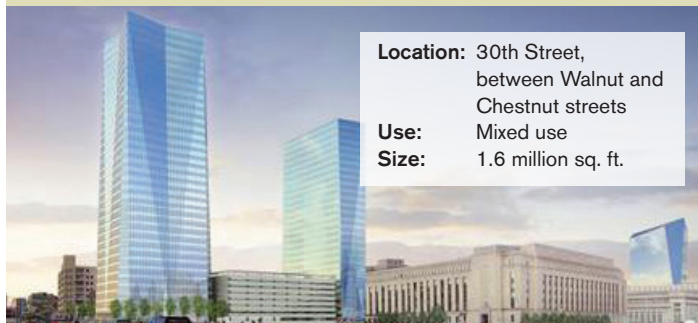 Location: 30th Street,
between Walnut and
Chestnut streets
Use: Mixed use
Size: 1.6 million sq. ft.